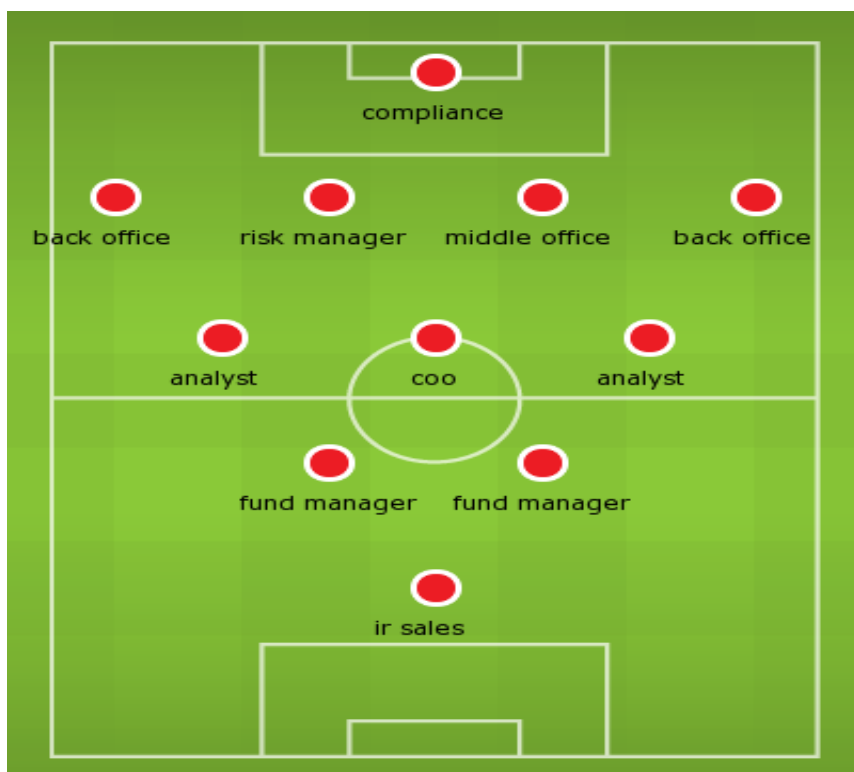 compliance
back office risk manager middle office back office
analyst coo analyst
fund manager fund manager
ir sales